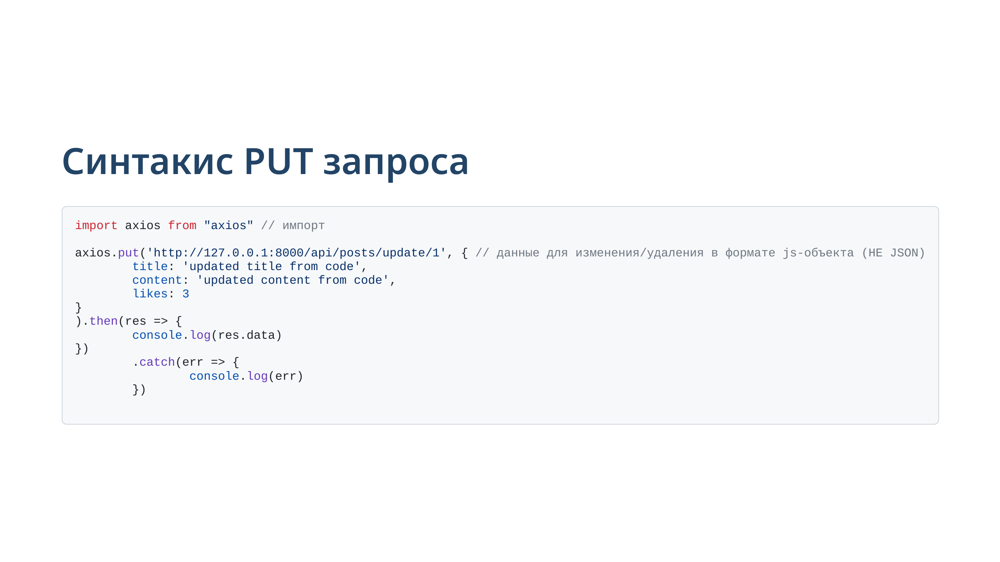 Синтакис PUT запроса
import axios from "axios" // импорт
axios.put('http://127.0.0.1:8000/api/posts/update/1', { // данные для изменения/удаления в формате js-объекта (НЕ JSON)
        title: 'updated title from code',
        content: 'updated content from code',
        likes: 3
}
).then(res => {
        console.log(res.data)
})
        .catch(err => {
                console.log(err)
        })